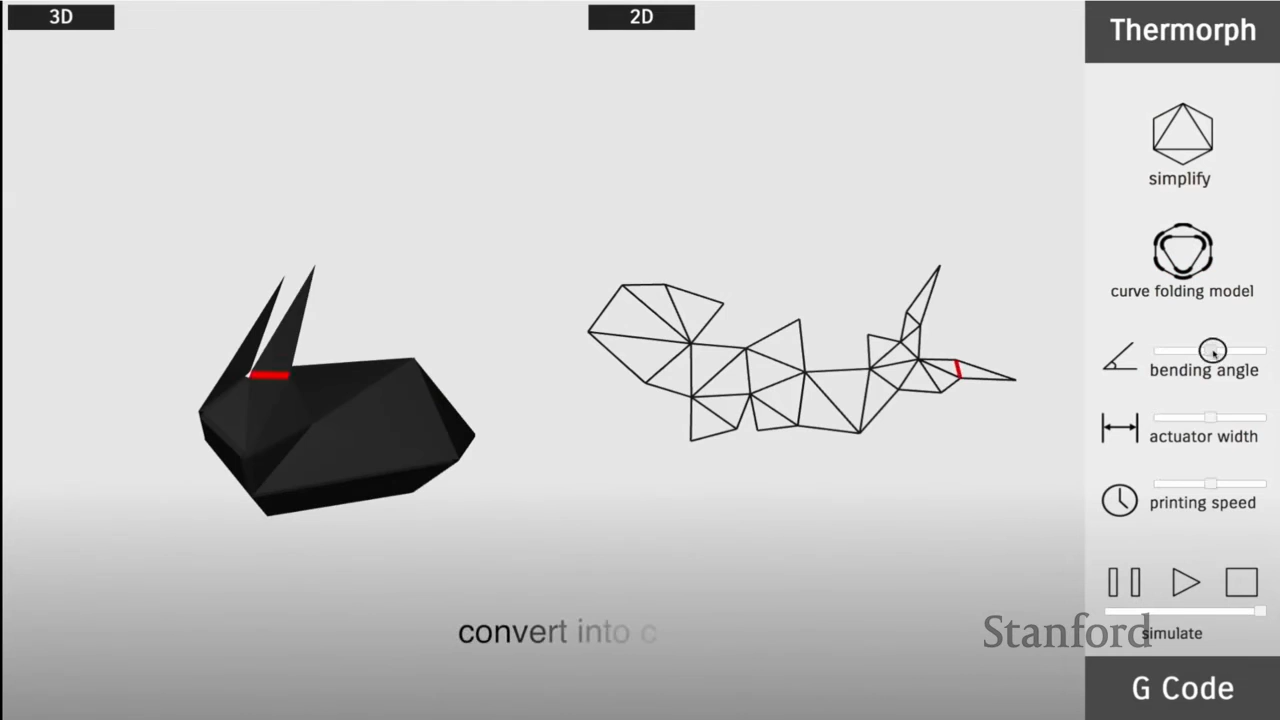 3D
2D
Thermorph
simplify
curve folding model
bending angle
actuator width
printing speed
simulate
convert into c
Stanford
G Code